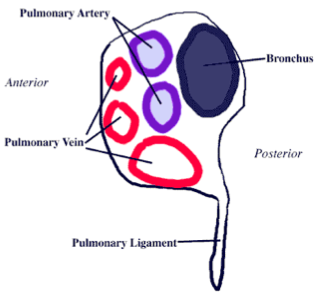 Pulmonary Artery
Bronchus
Anterior
Pulmonary Vein
Posterior
Pulmonary Ligament